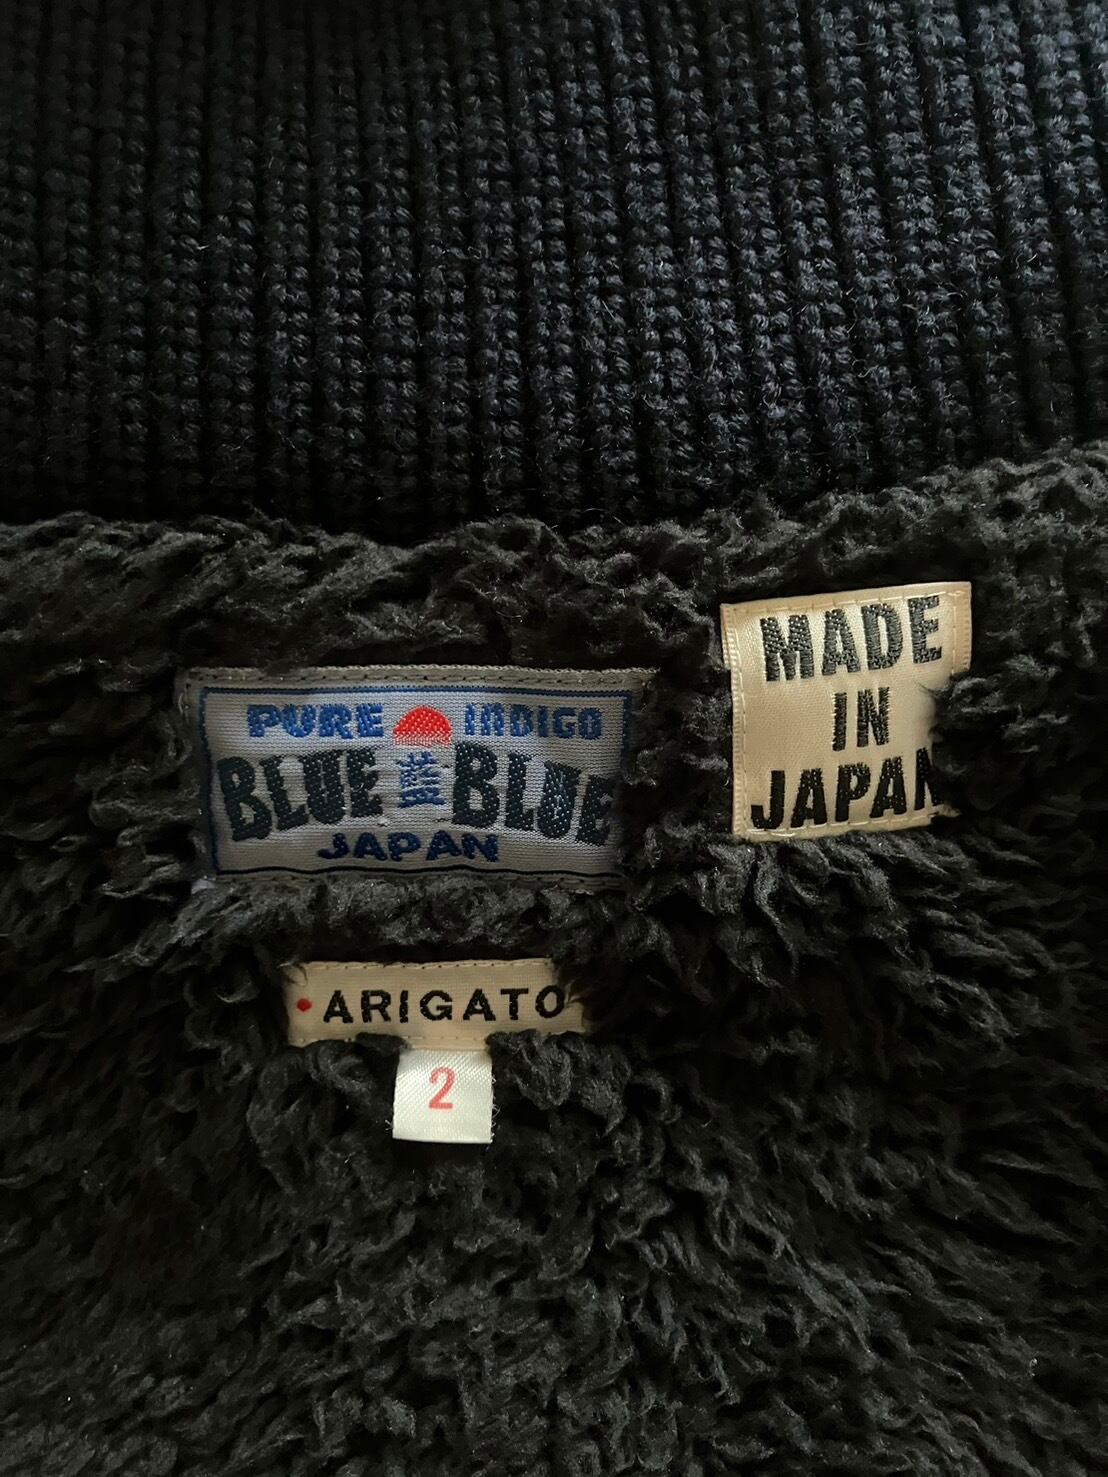 PURE INDIGO
BLUE 藍 BLUE
JAPAN
MADE
IN
JAPAN
ARIGATO
2